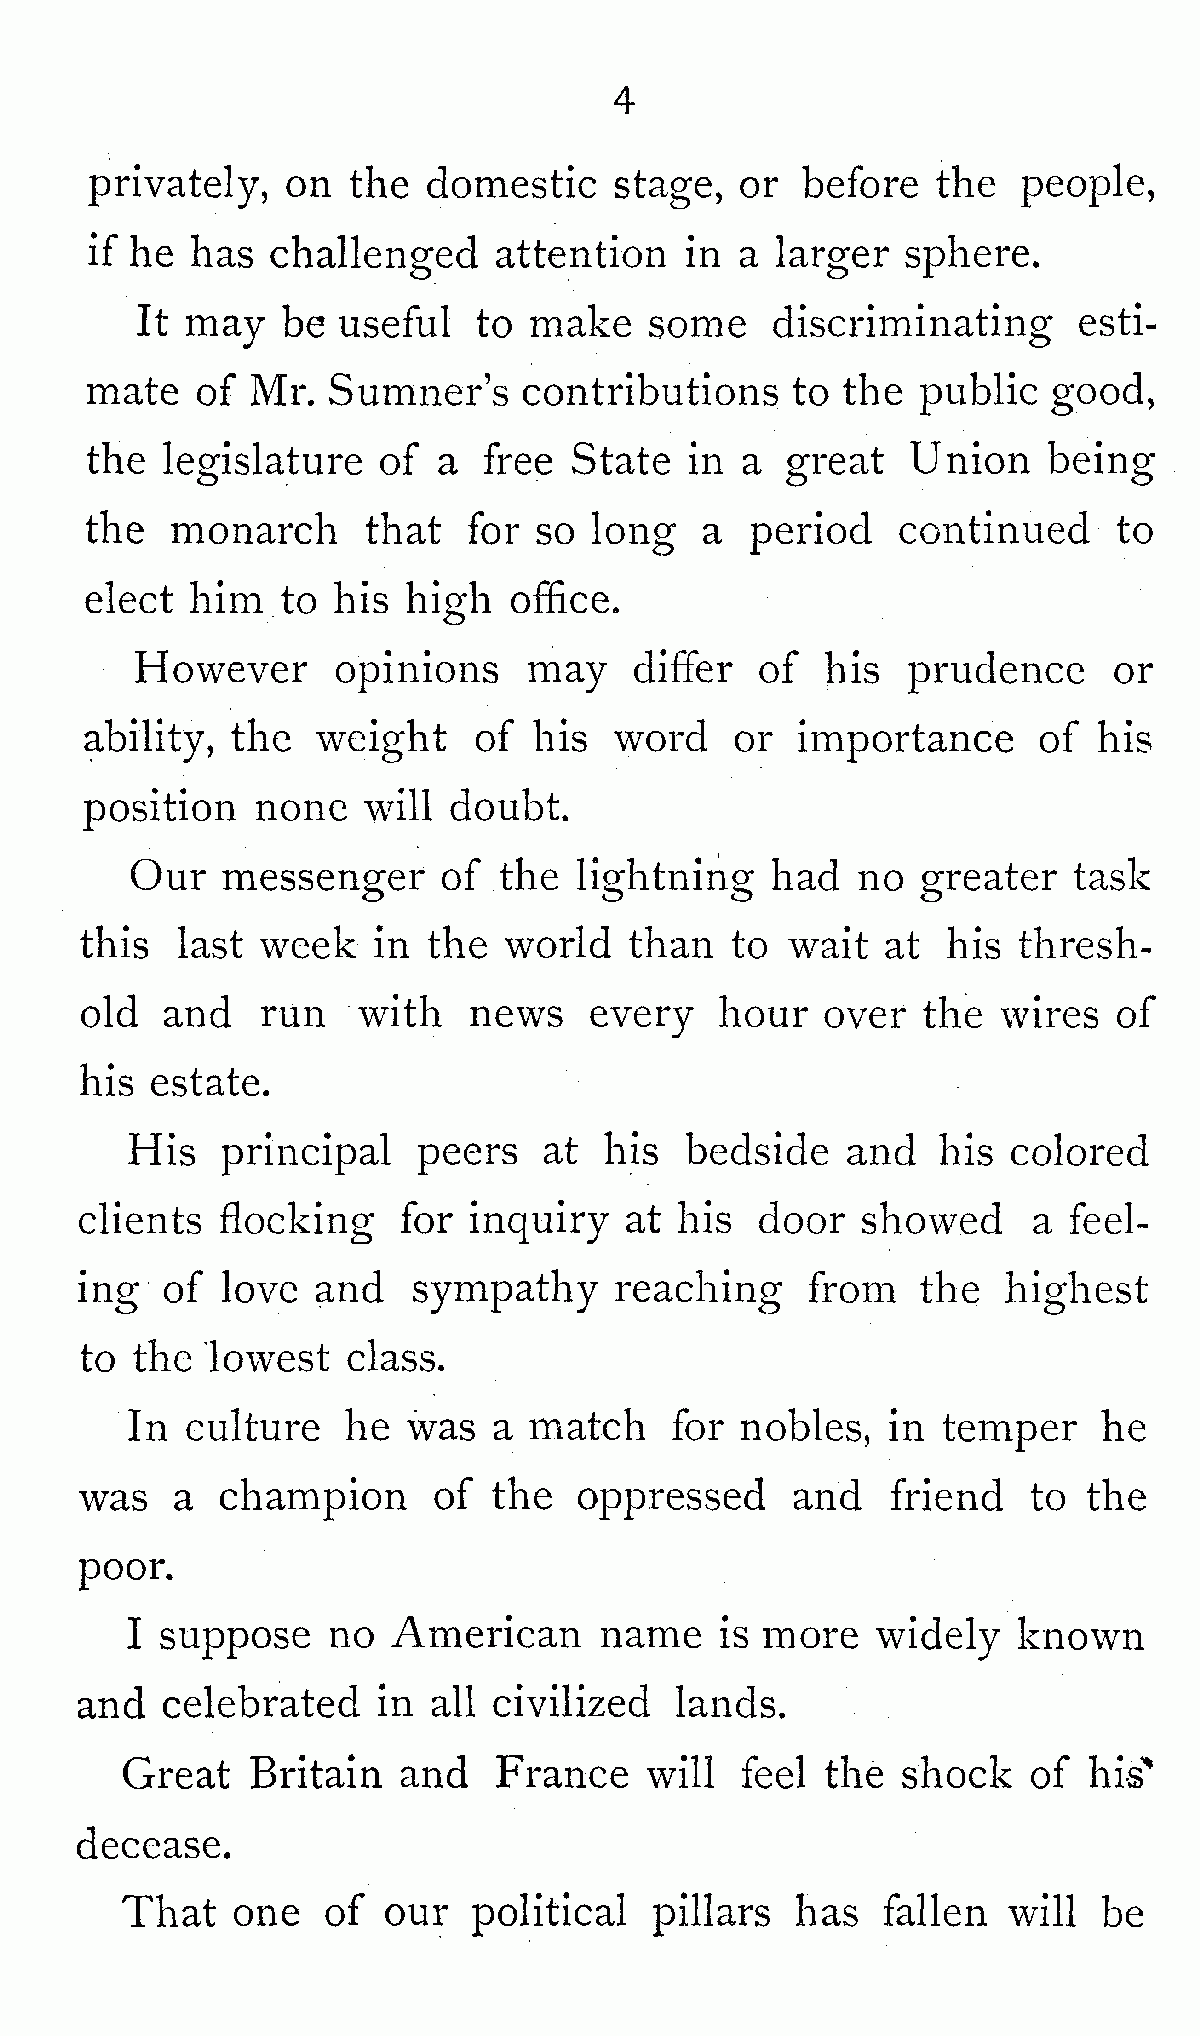 4
privately, on the domestic stage, or before the people,
if he has challenged attention in a larger sphere.
It may be useful to make some discriminating esti-
mate of Mr. Sumner's contributions to the public good,
the legislature of a free State in a great Union being
the monarch that for so long a period continued to
elect him to his high office.
However opinions may differ of his prudence or
ability, the weight of his word or importance of his
position none will doubt.
Our messenger of the lightning had no greater task
this last week in the world than to wait at his thresh-
old and run with news every hour over the wires of
his estate.
His principal peers at his bedside and his colored
clients flocking for inquiry at his door showed a feel-
ing of love and sympathy reaching from the highest
to the lowest class.
In culture he was a match for nobles, in temper he
was a champion of the oppressed and friend to the
poor.
I suppose no American name is more widely known
and celebrated in all civilized lands.
Great Britain and France will feel the shock of his
decease.
That one of our political pillars has fallen will be